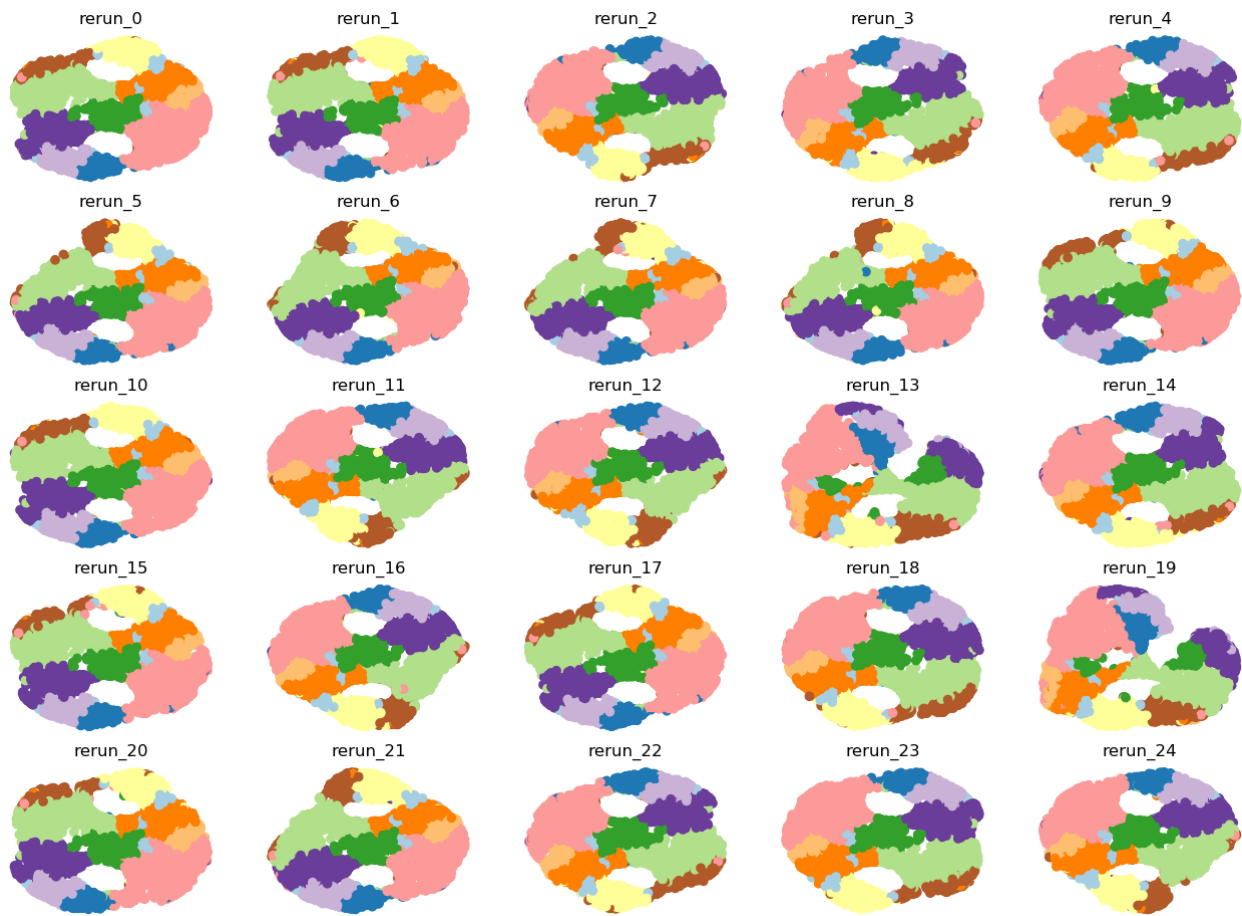 rerun_0 rerun_1 rerun_2 rerun_3 rerun_4
rerun_5 rerun_6 rerun_7 rerun_8 rerun_9
rerun_10 rerun_11 rerun_12 rerun_13 rerun_14
rerun_15 rerun_16 rerun_17 rerun_18 rerun_19
rerun_20 rerun_21 rerun_22 rerun_23 rerun_24